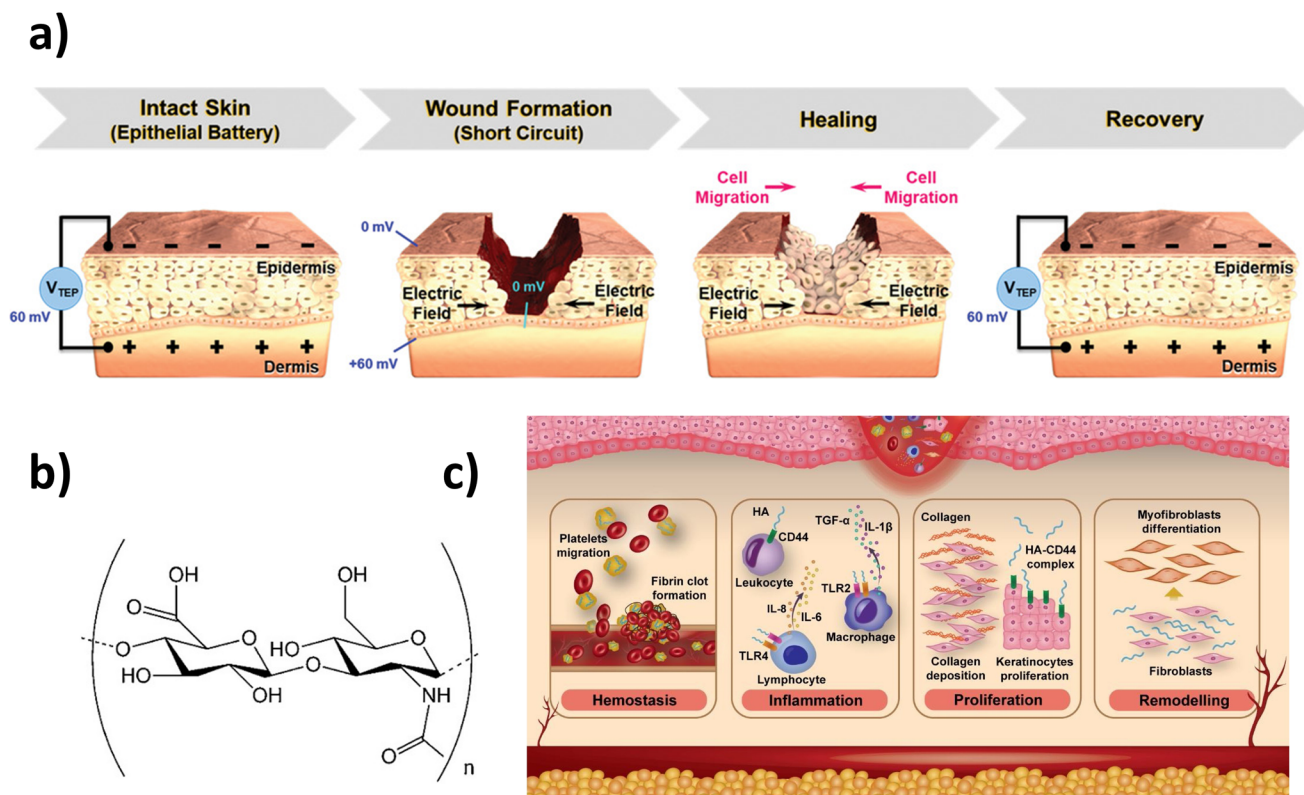 a)
Intact Skin
(Epithelial Battery)
Wound Formation
(Short Circuit)
Healing
Recovery
VTEP
60 mV
Epidermis
Dermis
0 mV
Electric
Field
0 mV
Electric
Field
+60 mV
Cell
Migration
Cell
Migration
Electric
Field
Electric
Field
VTEP
60 mV
Epidermis
Dermis
b)
OH
O
OH
O
O
HO
O
O
HO
O
OH
NH
O
n
c)
Platelets
migration
Fibrin clot
formation
Hemostasis
HA
CD44
Leukocyte
TGF-α
IL-1β
TLR2
Macrophage
IL-8
IL-6
TLR4
Lymphocyte
Inflammation
Collagen
HA-CD44
complex
Collagen
deposition
Keratinocytes
proliferation
Proliferation
Myofibroblasts
differentiation
Fibroblasts
Remodelling